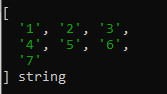 [
'1', '2', '3',
'4', '5', '6',
'7'
] string